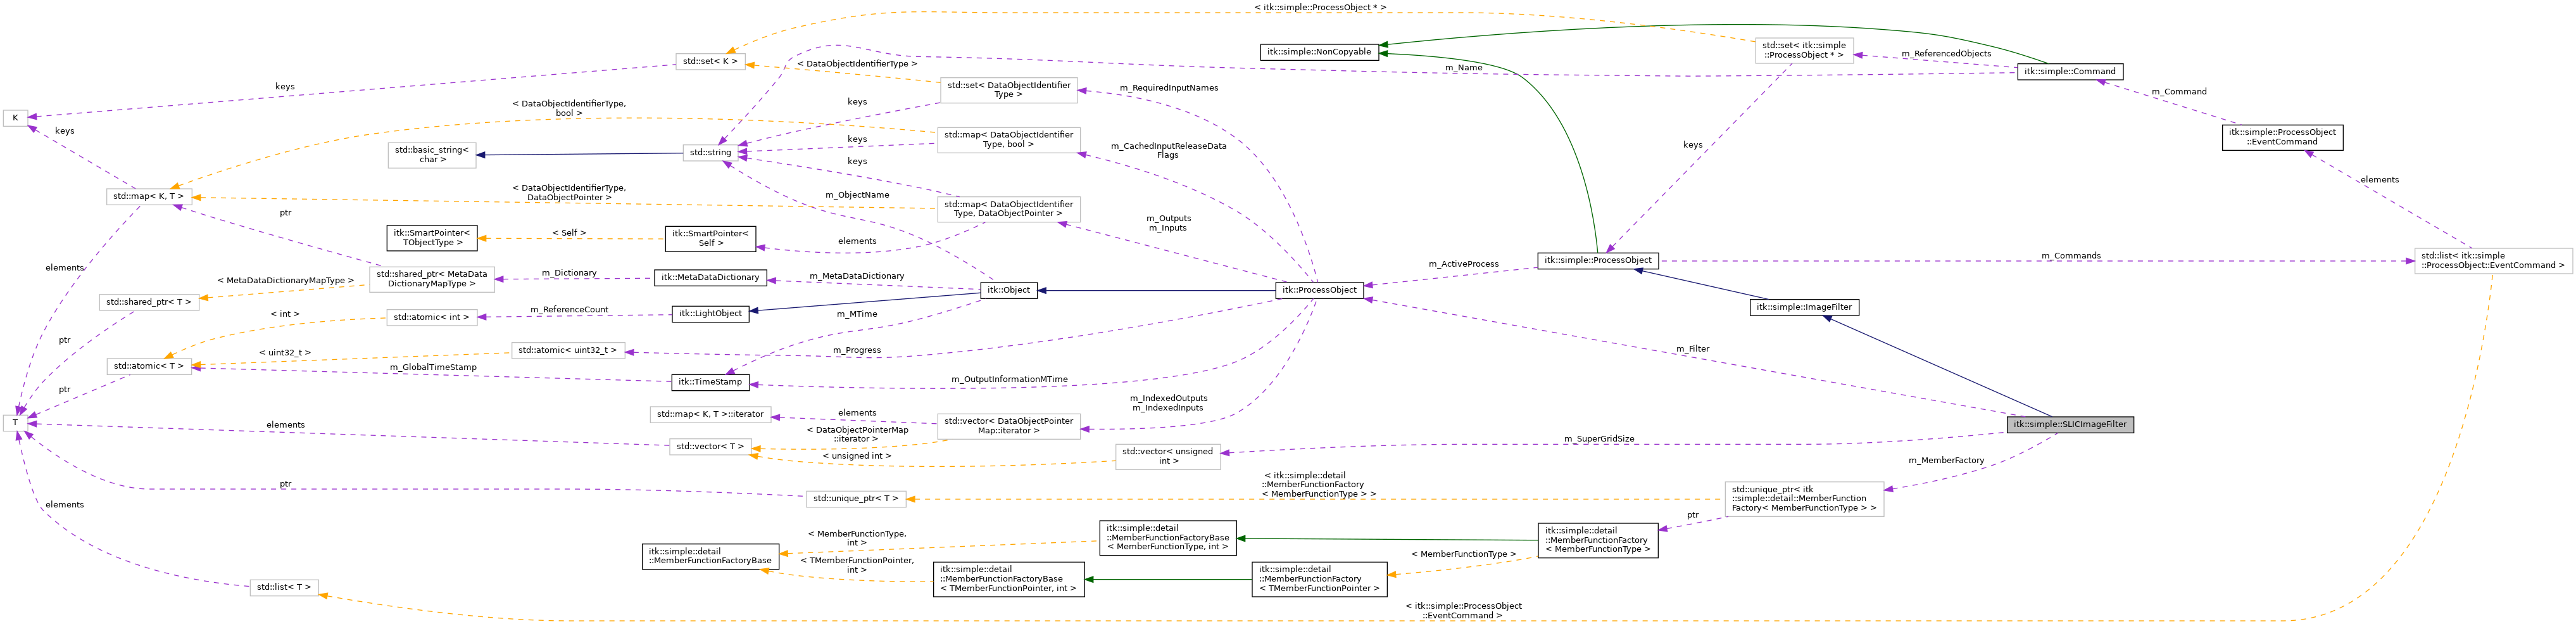 < itk::simple::ProcessObject * >
std::set< itk::simple
::ProcessObject * >
m_ReferencedObjects
itk::simple::NonCopyable
std::set< K >
< DataObjectIdentifierType >
m_Name
itk::simple::Command
keys
std::set< DataObjectIdentifier
Type >
m_RequiredInputNames
m_Command
K
keys
< DataObjectIdentifierType,
bool >
keys
std::map< DataObjectIdentifier
Type, bool >
itk::simple::ProcessObject
::EventCommand
std::basic_string<
char >
std::string
keys
keys
m_CachedInputReleaseData
Flags
keys
elements
std::map< K, T >
< DataObjectIdentifierType,
DataObjectPointer >
m_ObjectName
std::map< DataObjectIdentifier
Type, DataObjectPointer >
ptr
m_Outputs
m_Inputs
itk::SmartPointer<
TObjectType >
< Self >
itk::SmartPointer<
Self >
elements
itk::simple::ProcessObject
m_Commands
std::list< itk::simple
::ProcessObject::EventCommand >
elements
std::shared_ptr< MetaData
DictionaryMapType >
m_Dictionary
itk::MetaDataDictionary
m_MetaDataDictionary
m_ActiveProcess
< MetaDataDictionaryMapType >
itk::Object
itk::ProcessObject
std::shared_ptr< T >
itk::simple::ImageFilter
< int >
std::atomic< int >
m_ReferenceCount
itk::LightObject
m_MTime
ptr
< uint32_t >
std::atomic< uint32_t >
m_Progress
m_Filter
std::atomic< T >
m_GlobalTimeStamp
itk::TimeStamp
m_OutputInformationMTime
ptr
m_IndexedOutputs
m_IndexedInputs
std::map< K, T >::iterator
elements
std::vector< DataObjectPointer
Map::iterator >
T
elements
itk::simple::SLICImageFilter
< DataObjectPointerMap
::iterator >
std::vector< T >
m_SuperGridSize
< unsigned int >
std::vector< unsigned
int >
m_MemberFactory
ptr
< itk::simple::detail
::MemberFunctionFactory
< MemberFunctionType > >
std::unique_ptr< T >
std::unique_ptr< itk
::simple::detail::MemberFunction
Factory< MemberFunctionType > >
elements
ptr
< MemberFunctionType,
int >
itk::simple::detail
::MemberFunctionFactoryBase
< MemberFunctionType, int >
itk::simple::detail
::MemberFunctionFactory
< MemberFunctionType >
itk::simple::detail
::MemberFunctionFactoryBase
< MemberFunctionType >
< TMemberFunctionPointer,
int >
itk::simple::detail
::MemberFunctionFactoryBase
< TMemberFunctionPointer, int >
itk::simple::detail
::MemberFunctionFactory
< TMemberFunctionPointer >
std::list< T >
< itk::simple::ProcessObject
::EventCommand >